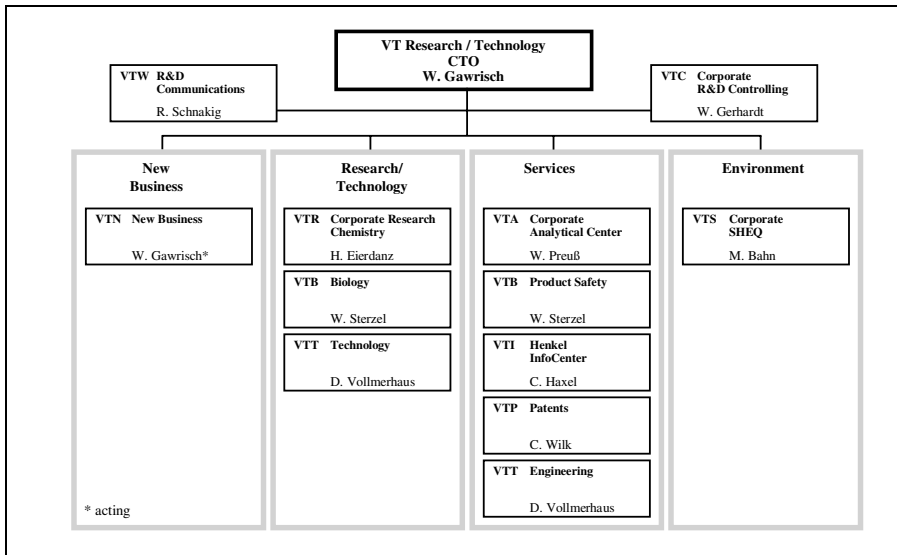 VT Research / Technology
CTO
W. Gawrisch
VTW R&D
Communications
R. Schnakig
VTC Corporate
R&D Controlling
W. Gerhardt
New
Business
VTN New Business
W. Gawrisch*
* acting
Research/
Technology
VTR Corporate Research
Chemistry
H. Eierdanz
VTB Biology
W. Sterzel
VTT Technology
D. Vollmerhaus
Services
VTA Corporate
Analytical Center
W. Preuß
VTB Product Safety
W. Sterzel
VTI Henkel
InfoCenter
C. Haxel
VTP Patents
C. Wilk
VTT Engineering
D. Vollmerhaus
Environment
VTS Corporate
SHEQ
M. Bahn